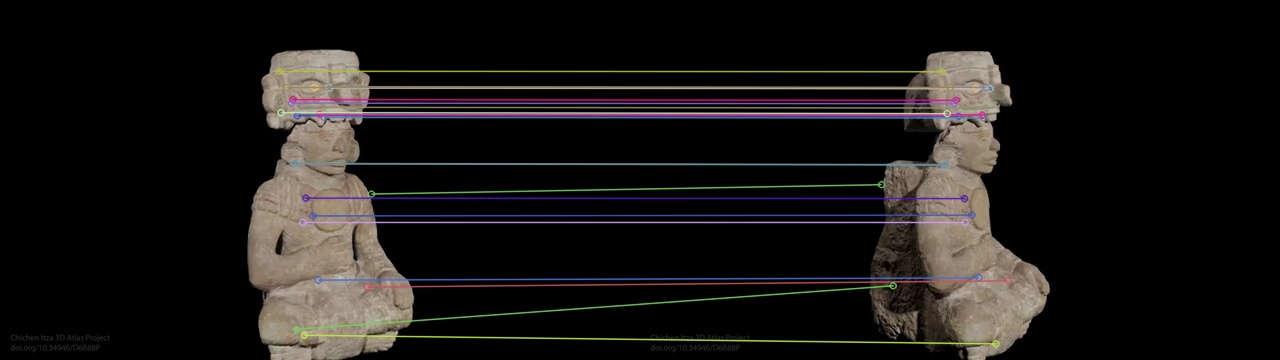 Chichen Itza 3D Atlas Project
doi.org/10.34946/D6B88P
Chichen Itza 3D Atlas Project
doi.org/10.34946/D6B88P